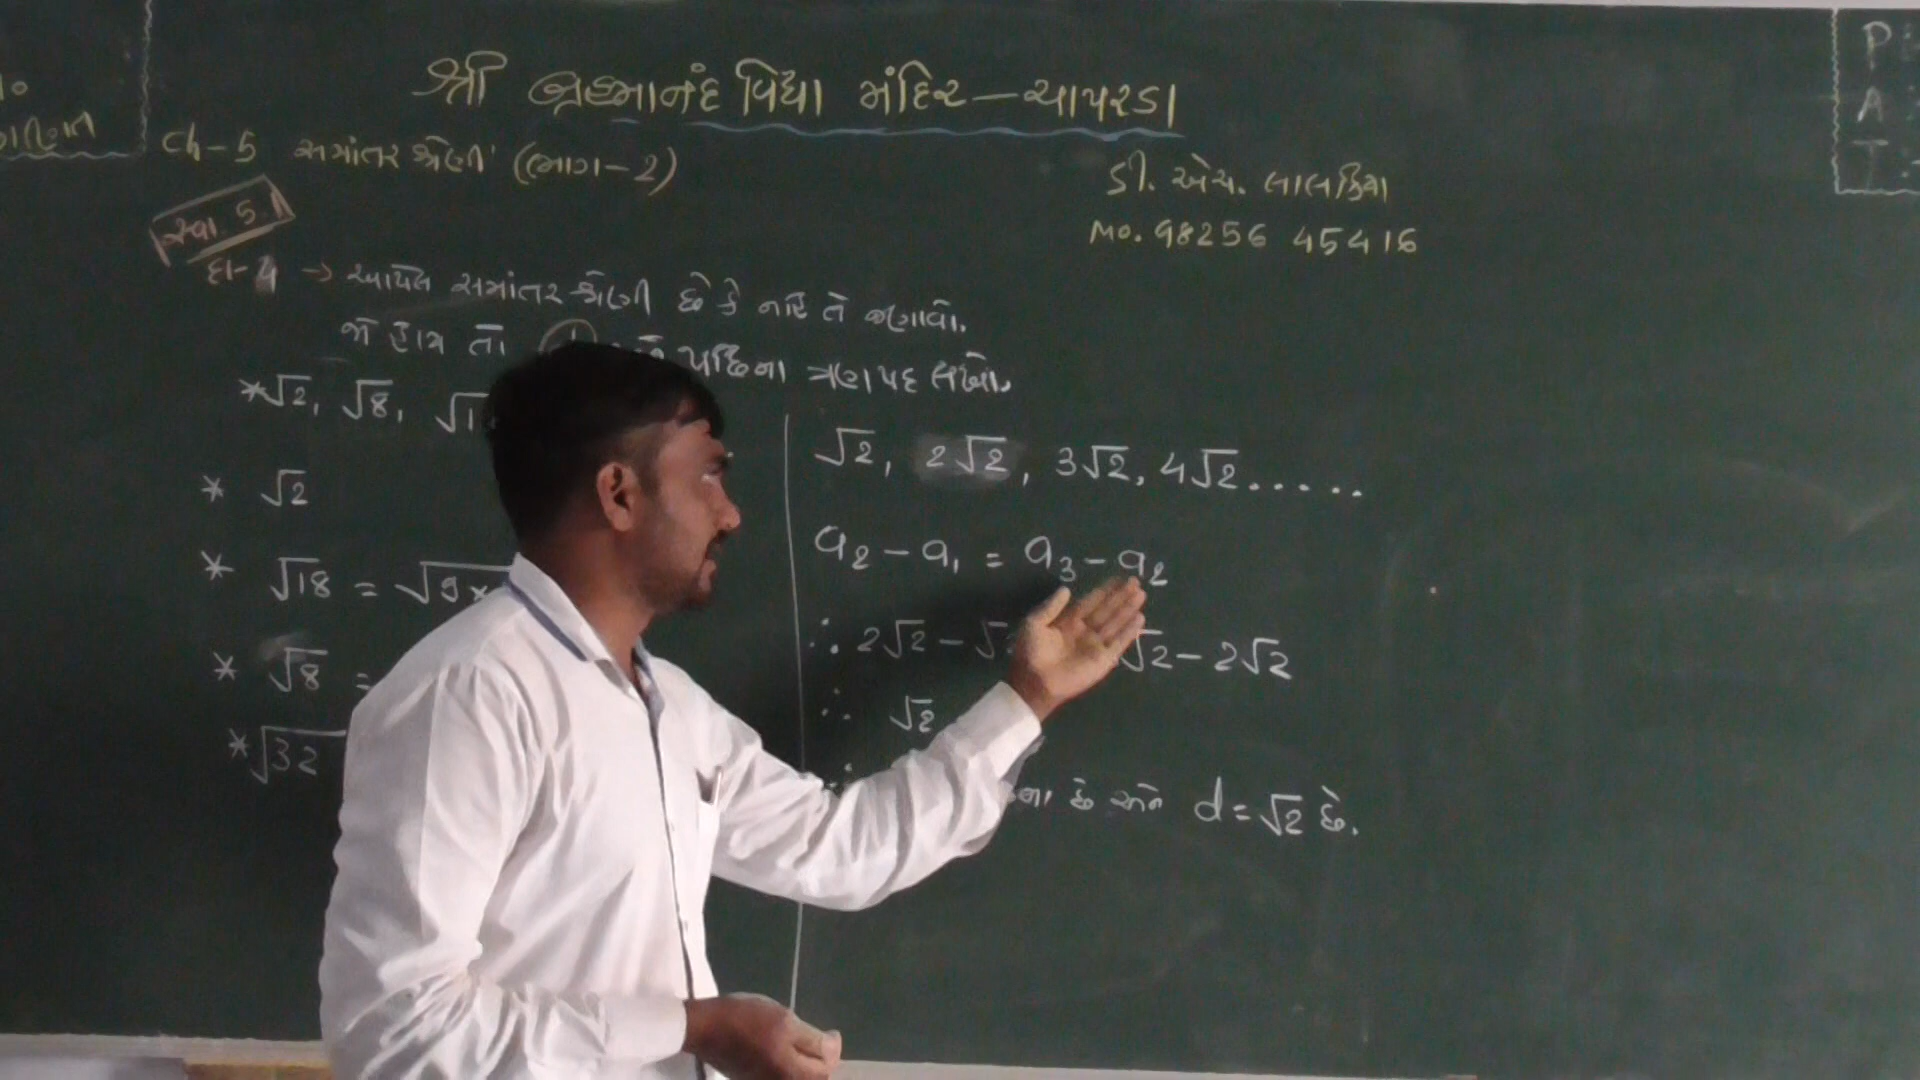 શ્રી બ્રહ્માનંદ વિદ્યા મંદિર - ચાપરડા
Ch-5 સમાંતર શ્રેણી (ભાગ-2)
ડી. એચ. લાલકિયા
Mo. 98256 45416
સ્વા. 5.1
દા-4 → આપેલ સમાંતર શ્રેણી છે કે નહિ તે જણાવો.
જો હોય તો પછીના ત્રણ પદ લખો.
*√2, √8,
* √2
* √18 = √9×
* √8 =
*√32
√2, 2√2, 3√2, 4√2.....
a₂ - a₁ = a₃ - a₂
∴ 2√2 - √2 - 2√2
∴ √2
∴ છે અને d = √2 છે.
P
A
T